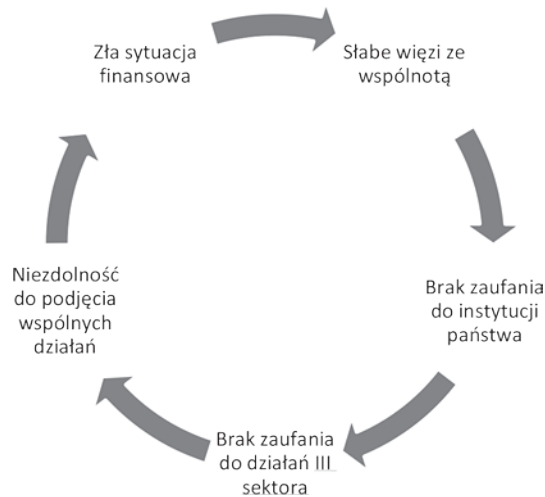 Zła sytuacja
finansowa
Słabe więzi ze
wspólnotą
Brak zaufania
do instytucji
państwa
Brak zaufania
do działań III
sektora
Niezdolność
do podjęcia
wspólnych
działań